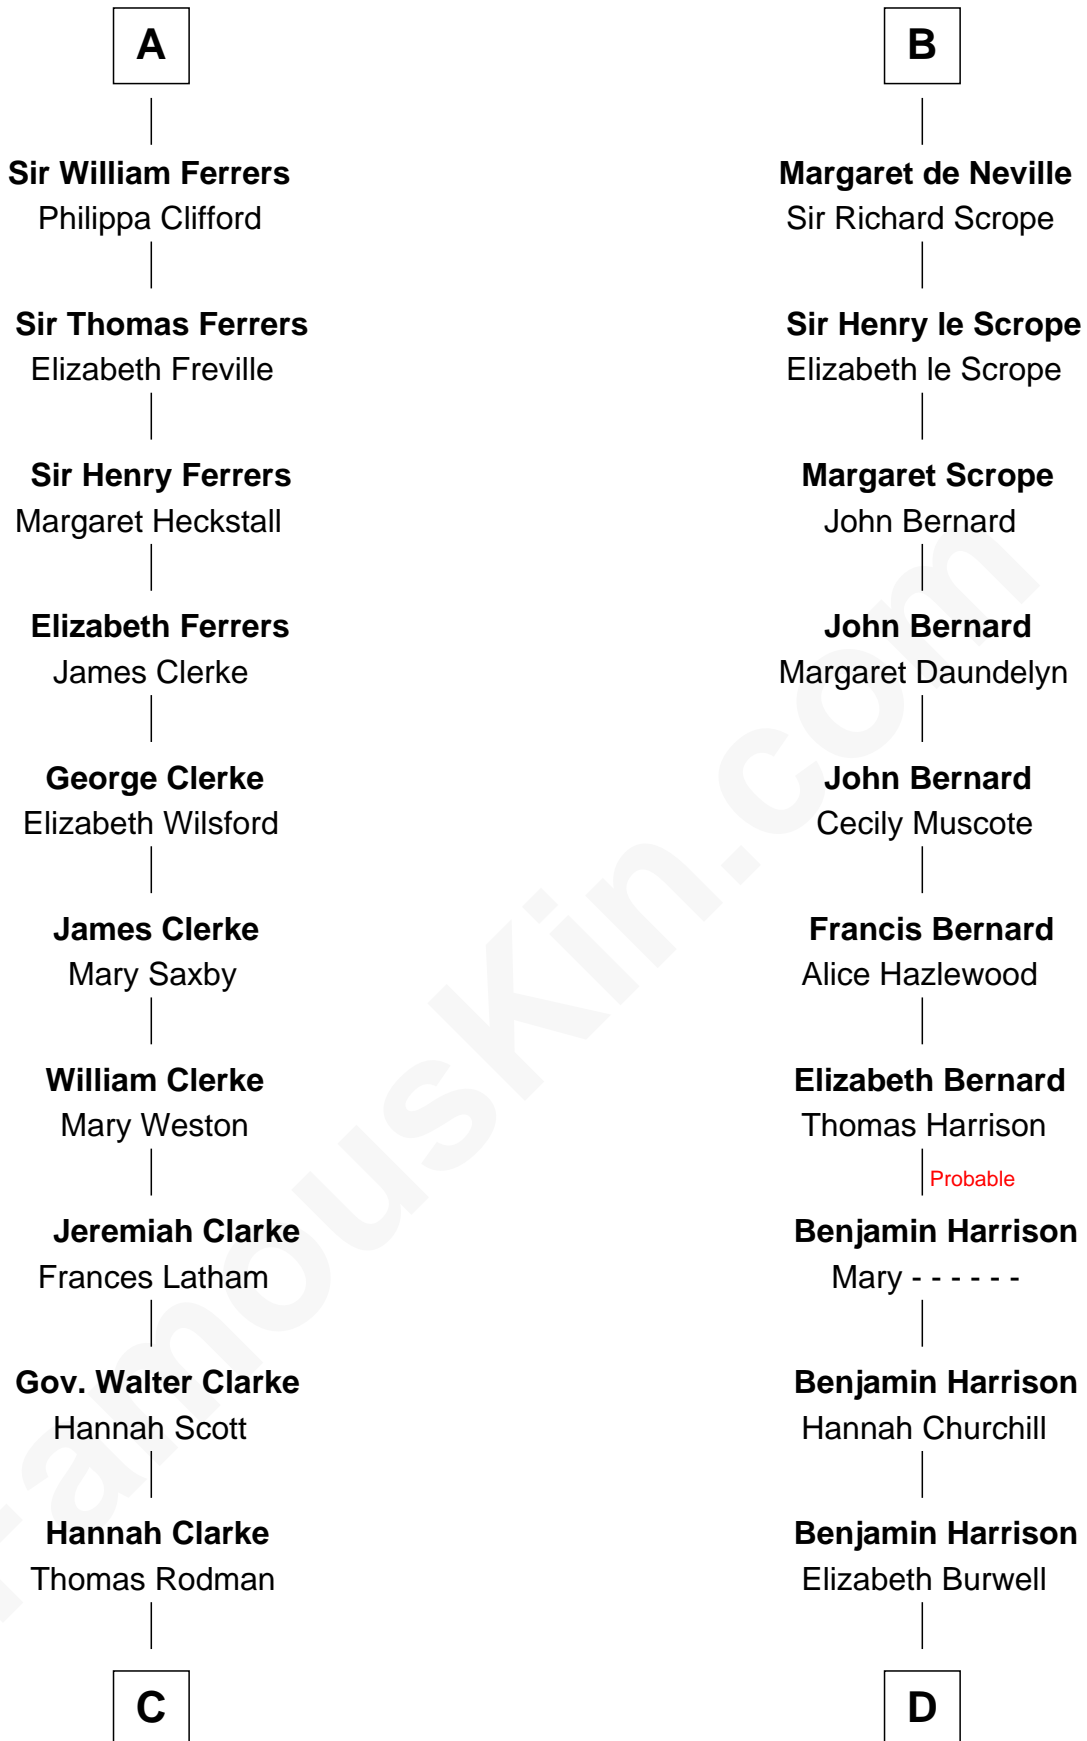 A
Sir William Ferrers
Philippa Clifford
Sir Thomas Ferrers
Elizabeth Freville
Sir Henry Ferrers
Margaret Heckstall
Elizabeth Ferrers
James Clerke
George Clerke
Elizabeth Wilsford
James Clerke
Mary Saxby
William Clerke
Mary Weston
Jeremiah Clarke
Frances Latham
Gov. Walter Clarke
Hannah Scott
Hannah Clarke
Thomas Rodman
C
B
Margaret de Neville
Sir Richard Scrope
Sir Henry le Scrope
Elizabeth le Scrope
Margaret Scrope
John Bernard
John Bernard
Margaret Daundelyn
John Bernard
Cecily Muscote
Francis Bernard
Alice Hazlewood
Elizabeth Bernard
Thomas Harrison
Probable
Benjamin Harrison
Mary - - - - - -
Benjamin Harrison
Hannah Churchill
Benjamin Harrison
Elizabeth Burwell
D
FamousKin.com